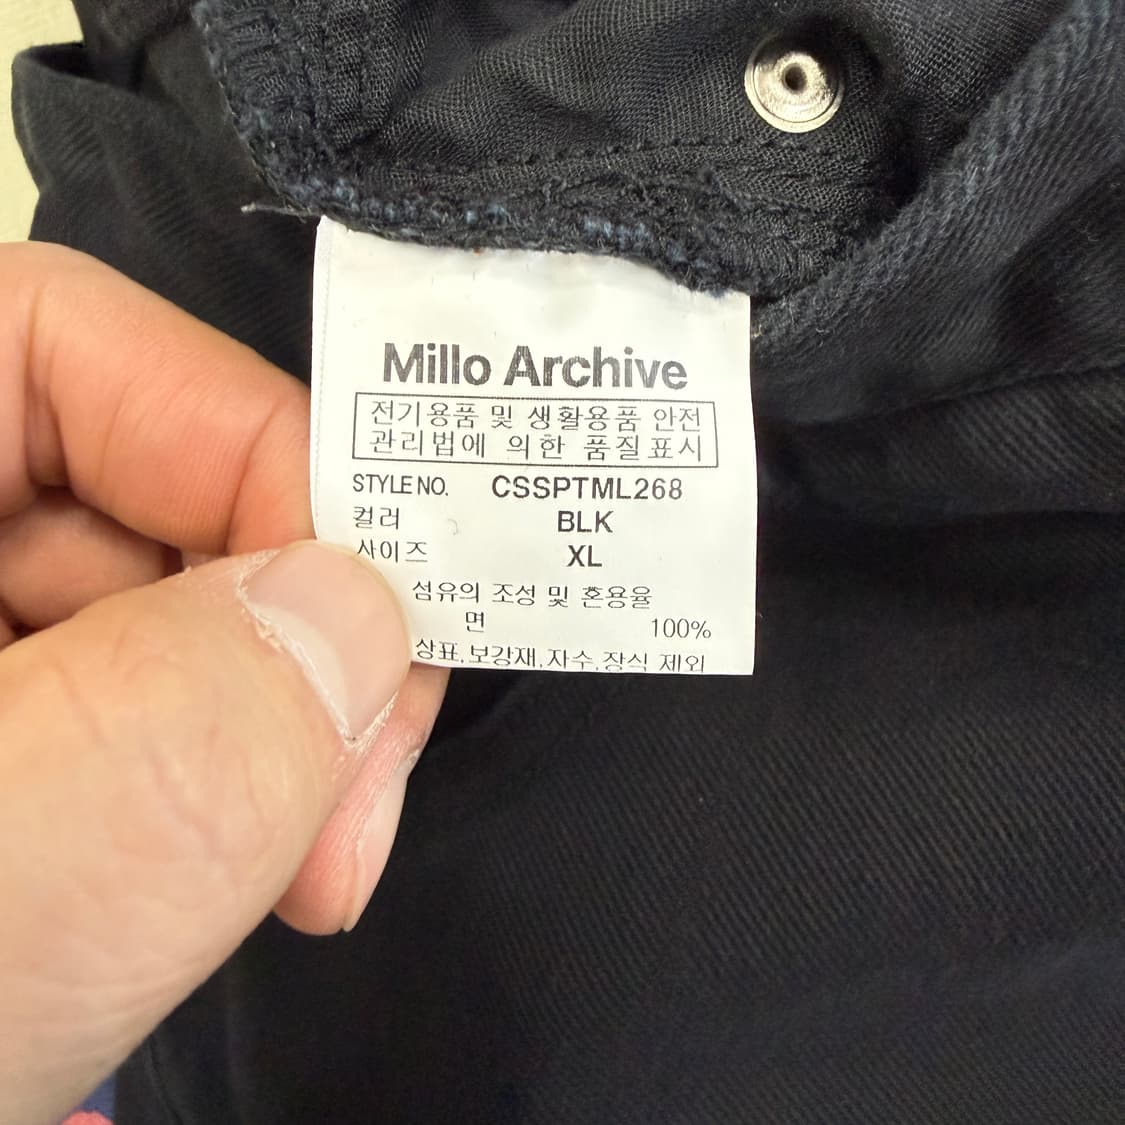 Millo Archive
전기용품 및 생활용품 안전
관리법에 의한 품질표시
STYLE NO. CSSPTML268
컬러 BLK
사이즈 XL
섬유의 조성 및 혼용율
면 100%
상표,보강재,자수,장식 제외